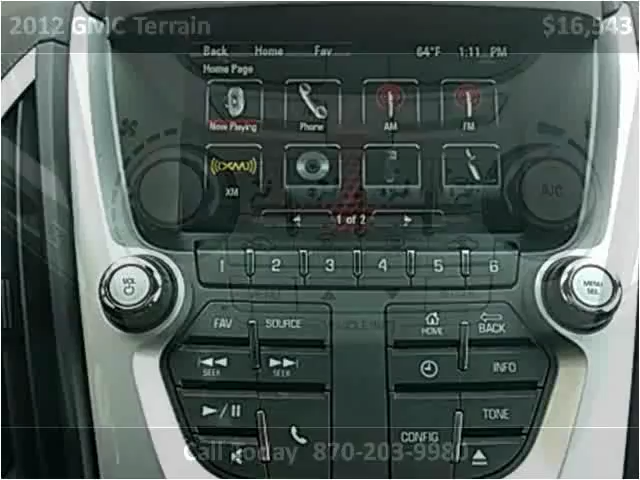 2012 GMC Terrain $16,543
Back Home Fav 64°F 1:11 PM
Home Page
Now Playing Phone AM FM
XM
XM
1 of 2
A/C
1 2 3 4 5 6
VOL
MENU SEL
FAV SOURCE
HOME BACK
SEEK SEEK
INFO
TONE
CONFIG
Call Today 870-203-9980